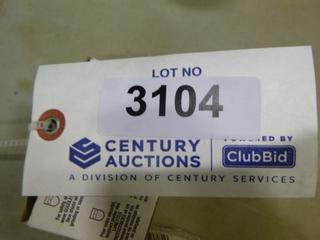 LOT NO
3104
CENTURY
AUCTIONS
POWERED BY
ClubBid
A DIVISION OF CENTURY SERVICES